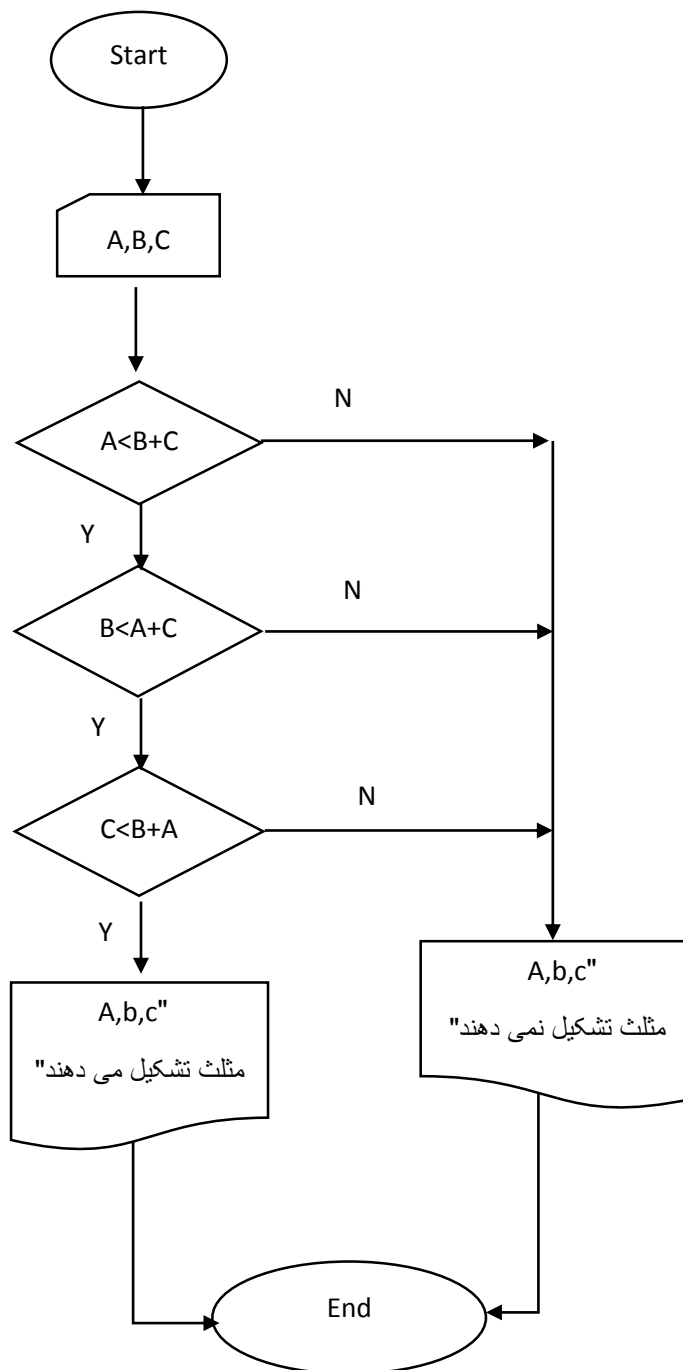 Start
A,B,C
N
A<B+C
Y
N
B<A+C
Y
N
C<B+A
Y
A,b,c"
مثلث تشکیل نمی دهند"
A,b,c"
مثلث تشکیل می دهند"
End